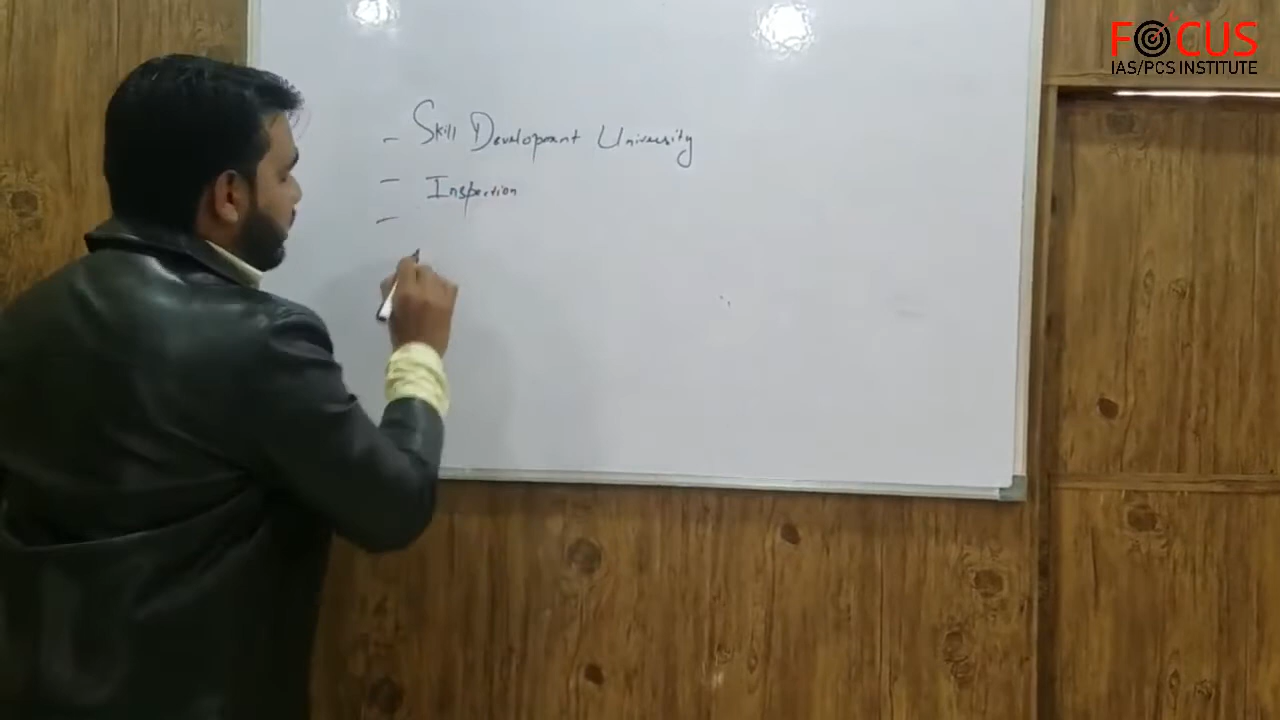 FOCUS
IAS/PCS INSTITUTE
- Skill Development University
- Inspection
-